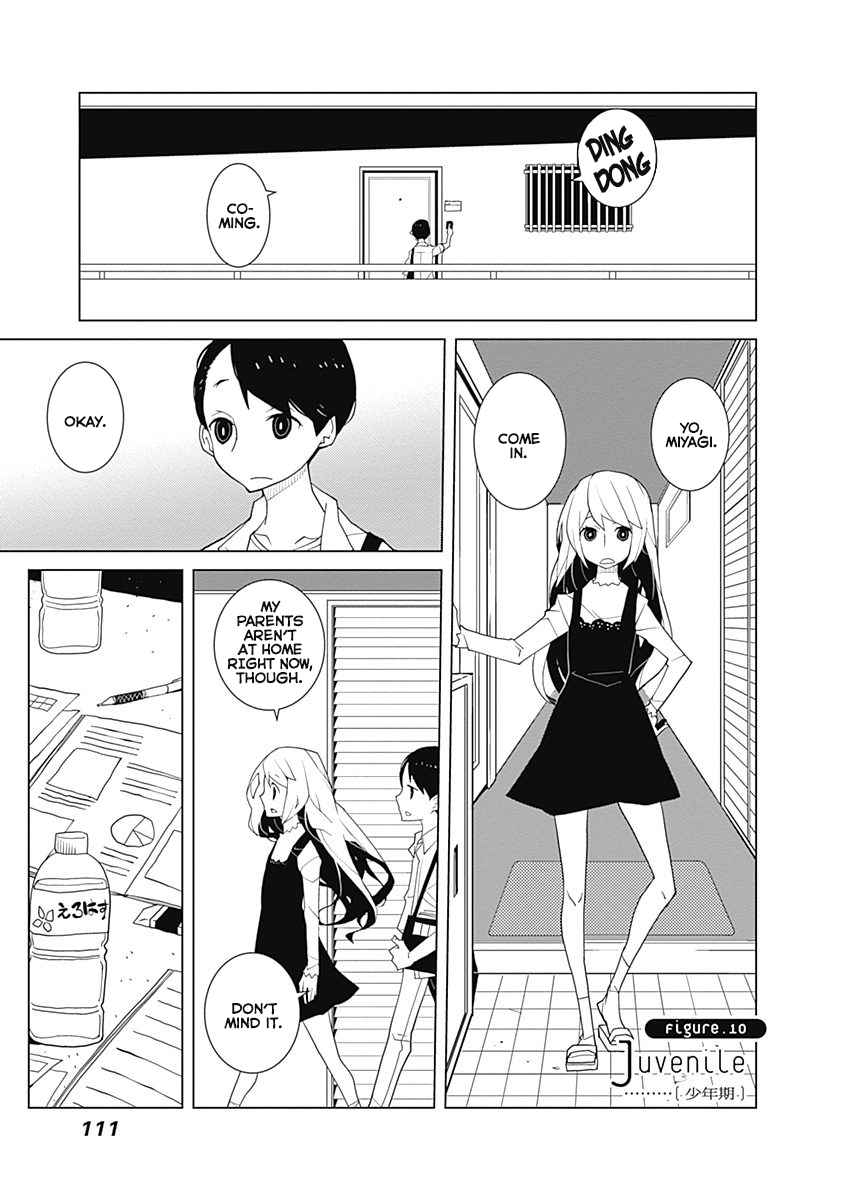 DING
DONG
CO-
MING.
YO,
MIYAGI.
COME
IN.
Figure.10
Juvenile
·········[ 少年期 ]
OKAY.
MY
PARENTS
AREN'T
AT HOME
RIGHT NOW,
THOUGH.
DON'T
MIND IT.
えろはす
111